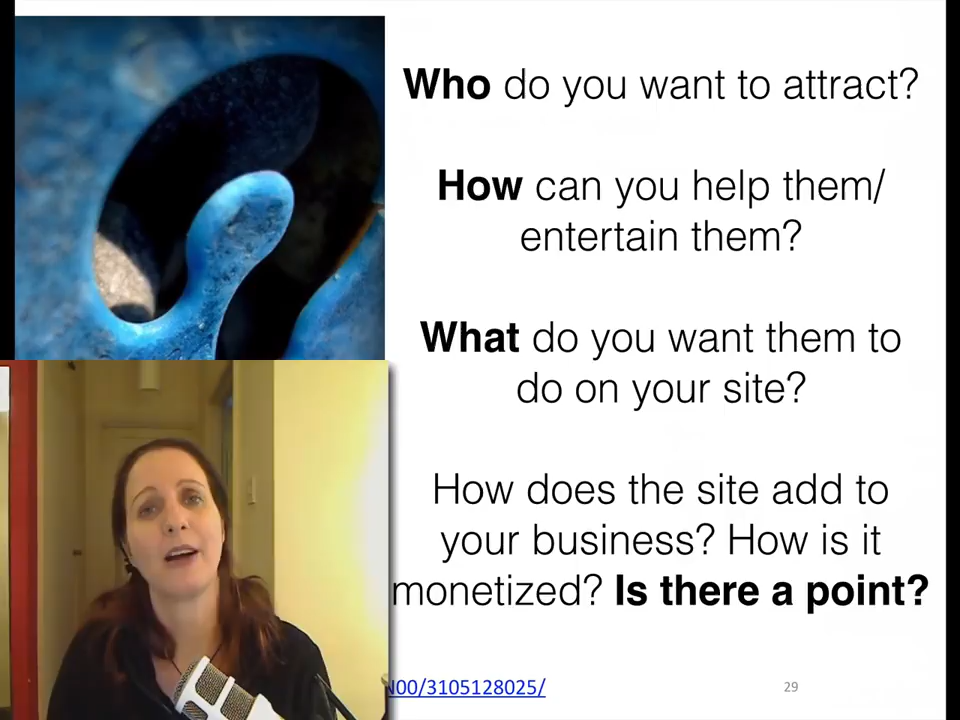 Who do you want to attract?
How can you help them/
entertain them?
What do you want them to
do on your site?
How does the site add to
your business? How is it
monetized? Is there a point?
N00/3105128025/
29